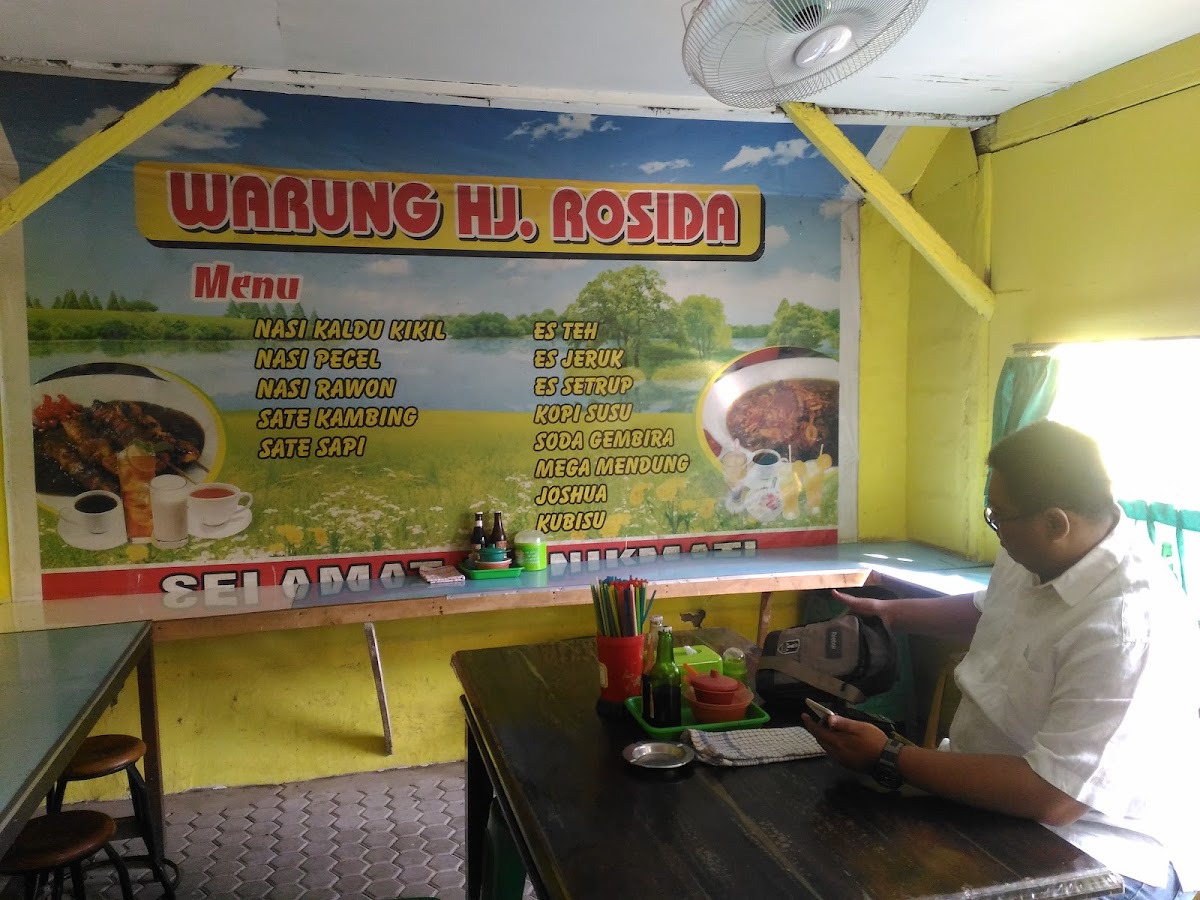 WARUNG HJ. ROSIDA
Menu
NASI KALDU KIKIL
NASI PECEL
NASI RAWON
SATE KAMBING
SATE SAPI
ES TEH
ES JERUK
ES SETRUP
KOPI SUSU
SODA GEMBIRA
MEGA MENDUNG
JOSHUA
KUBISU
SELAMAT NIKMATI